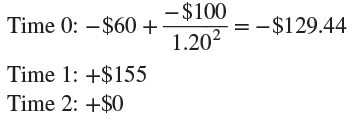 Time 0: −$60 + −$100 / 1.20² = −$129.44
Time 1: +$155
Time 2: +$0